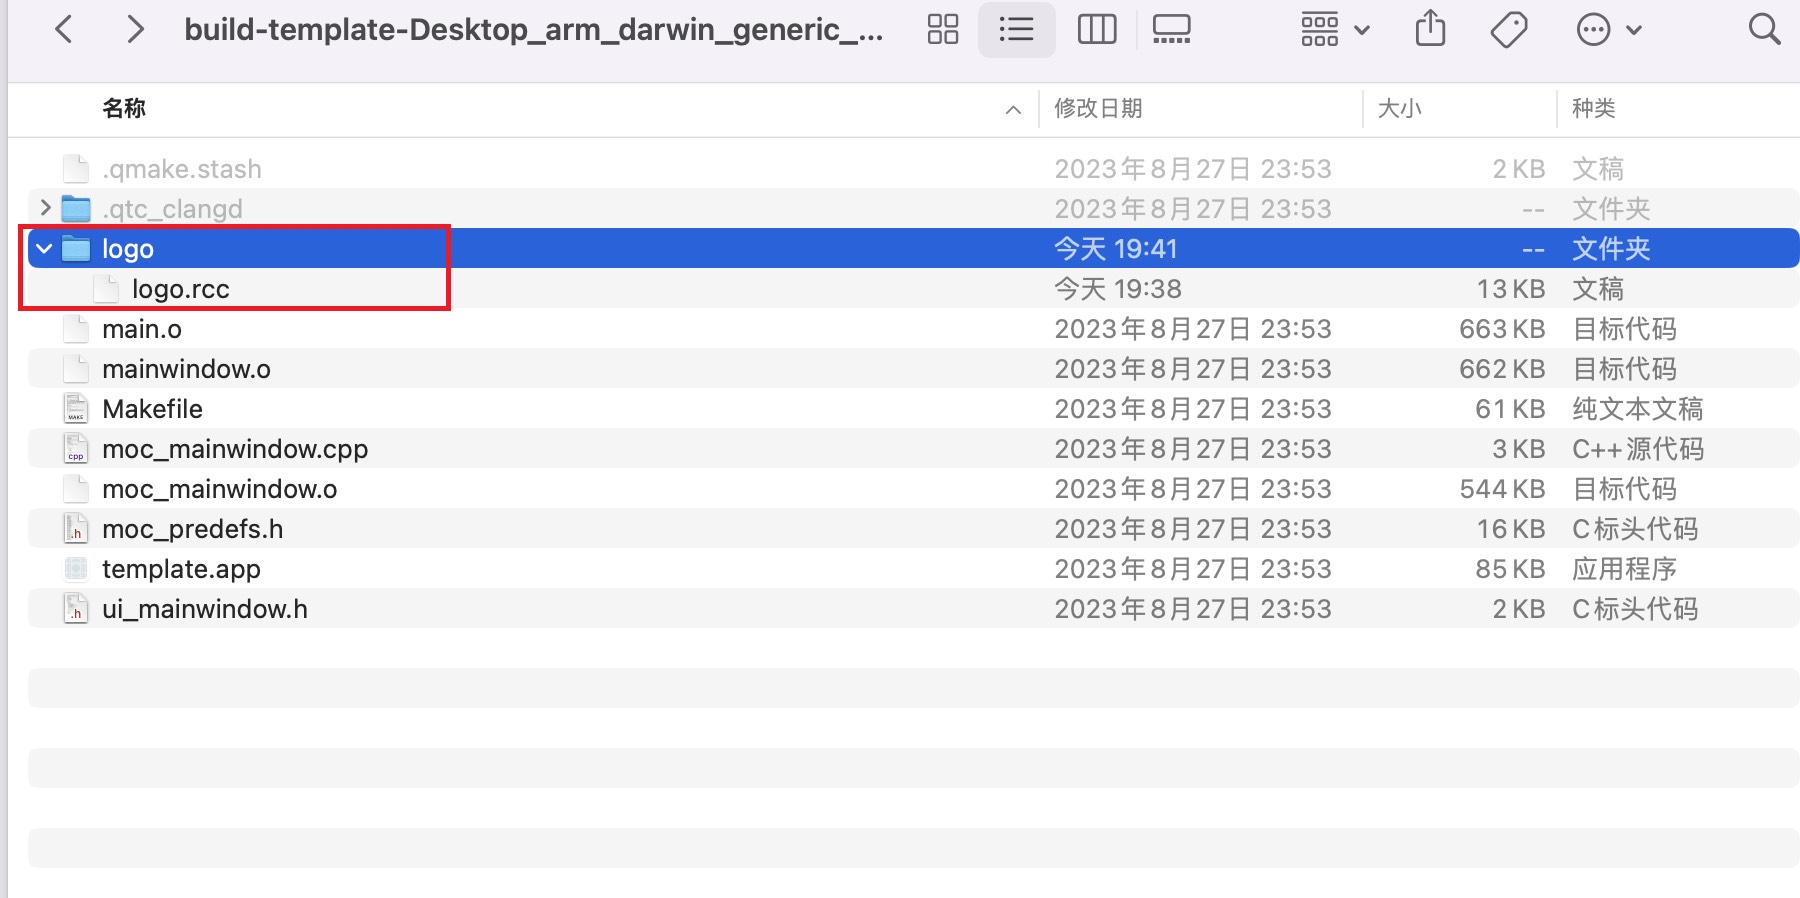 build-template-Desktop_arm_darwin_generic_...
名称 修改日期 大小 种类
.qmake.stash 2023年8月27日 23:53 2 KB 文稿
.qtc_clangd 2023年8月27日 23:53 -- 文件夹
logo 今天 19:41 -- 文件夹
logo.rcc 今天 19:38 13 KB 文稿
main.o 2023年8月27日 23:53 663 KB 目标代码
mainwindow.o 2023年8月27日 23:53 662 KB 目标代码
Makefile 2023年8月27日 23:53 61 KB 纯文本文稿
moc_mainwindow.cpp 2023年8月27日 23:53 3 KB C++源代码
moc_mainwindow.o 2023年8月27日 23:53 544 KB 目标代码
moc_predefs.h 2023年8月27日 23:53 16 KB C标头代码
template.app 2023年8月27日 23:53 85 KB 应用程序
ui_mainwindow.h 2023年8月27日 23:53 2 KB C标头代码